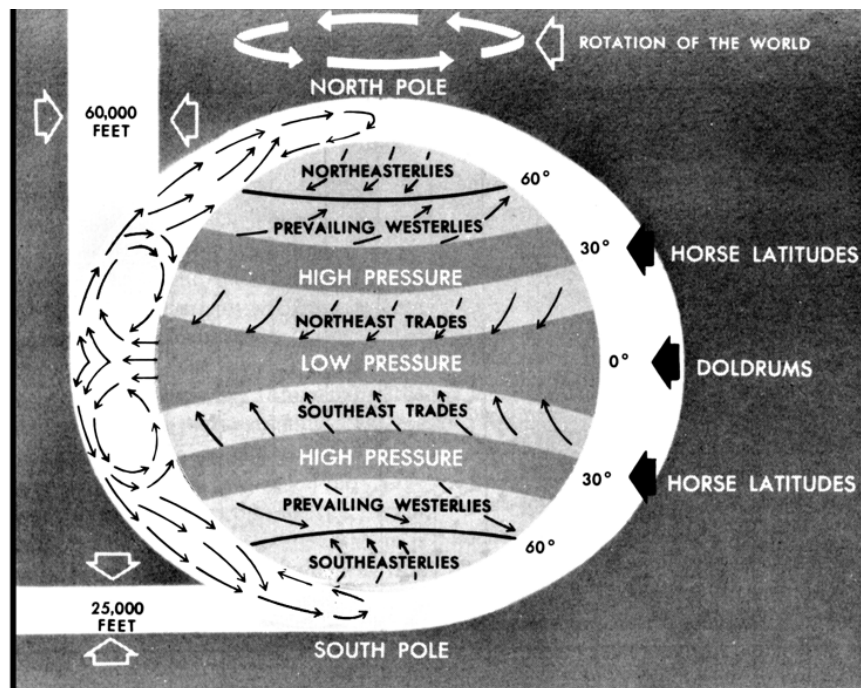 ROTATION OF THE WORLD
NORTH POLE
60,000
FEET
NORTHEASTERLIES
60°
PREVAILING WESTERLIES
30°
HORSE LATITUDES
HIGH PRESSURE
NORTHEAST TRADES
LOW PRESSURE
0°
DOLDRUMS
SOUTHEAST TRADES
HIGH PRESSURE
30°
HORSE LATITUDES
PREVAILING WESTERLIES
60°
SOUTHEASTERLIES
25,000
FEET
SOUTH POLE